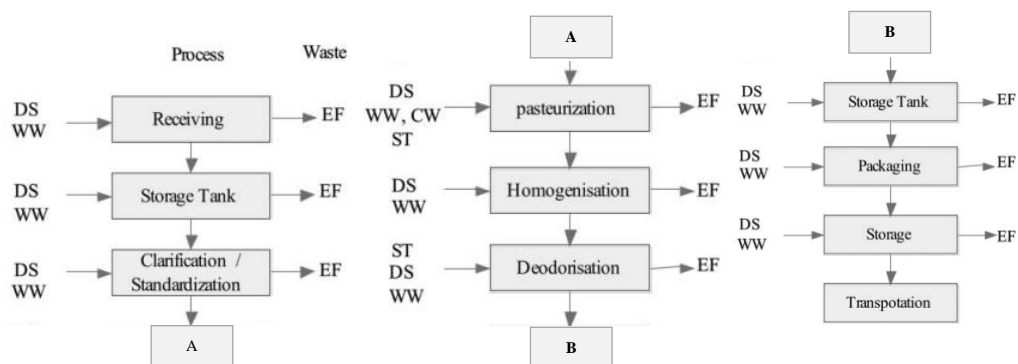 Process
Waste
DS
WW
Receiving
EF
DS
WW
Storage Tank
EF
DS
WW
Clarification /
Standardization
EF
A
A
DS
WW, CW
ST
pasteurization
EF
DS
WW
Homogenisation
EF
ST
DS
WW
Deodorisation
EF
B
B
DS
WW
Storage Tank
EF
DS
WW
Packaging
EF
DS
WW
Storage
EF
Transpotation